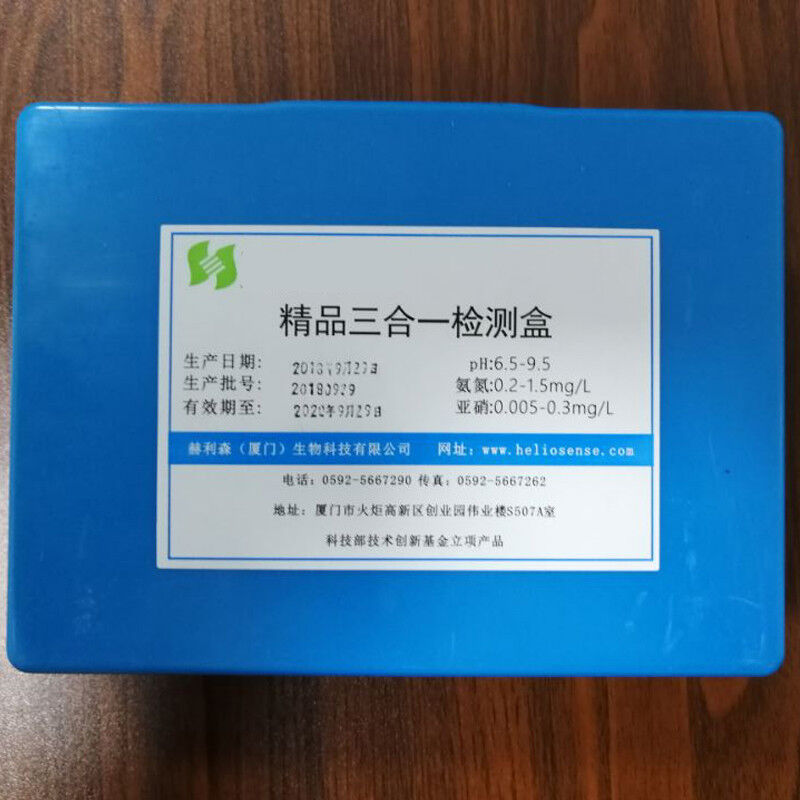 精品三合一检测盒
生产日期: pH:6.5-9.5
生产批号: 20180929 氨氮:0.2-1.5mg/L
有效期至: 2020年9月29日 亚硝:0.005-0.3mg/L
赫利森（厦门）生物科技有限公司 网址：www.heliosense.com
电话：0592-5667290 传真：0592-5667262
地址：厦门市火炬高新区创业园伟业楼S507A室
科技部技术创新基金立项产品